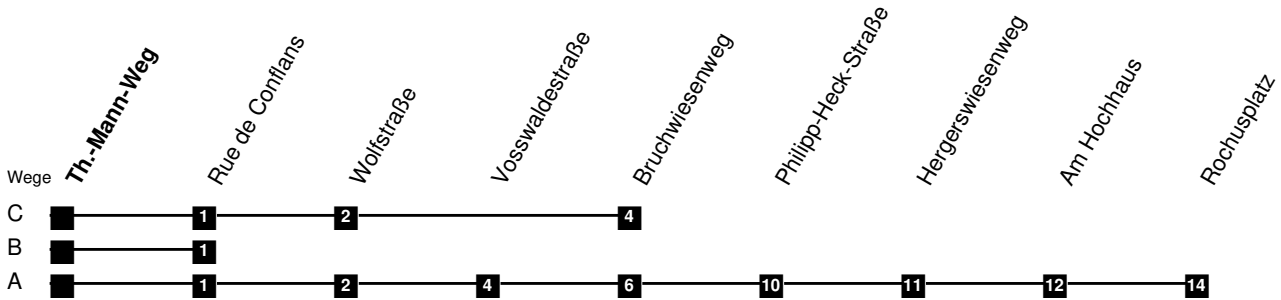 Th.-Mann-Weg
Rue de Conflans
Wolfstraße
Vosswaldestraße
Bruchwiesenweg
Philipp-Heck-Straße
Hergerswiesenweg
Am Hochhaus
Rochusplatz
Wege
C 1 2 4
B 1
A 1 2 4 6 10 11 12 14